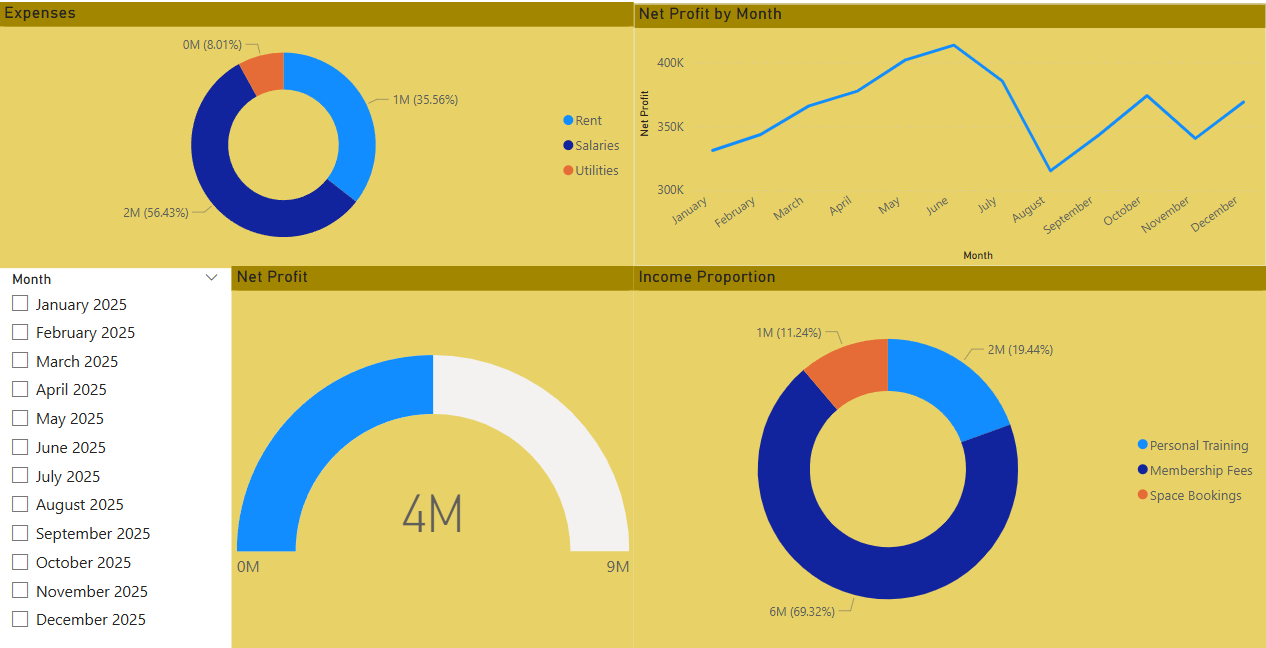 Expenses
0M (8.01%)
1M (35.56%)
2M (56.43%)
Rent
Salaries
Utilities
Net Profit by Month
Net Profit
400K
350K
300K
January
February
March
April
May
June
July
August
September
October
November
December
Month
Month
January 2025
February 2025
March 2025
April 2025
May 2025
June 2025
July 2025
August 2025
September 2025
October 2025
November 2025
December 2025
Net Profit
4M
0M
9M
Income Proportion
1M (11.24%)
2M (19.44%)
6M (69.32%)
Personal Training
Membership Fees
Space Bookings